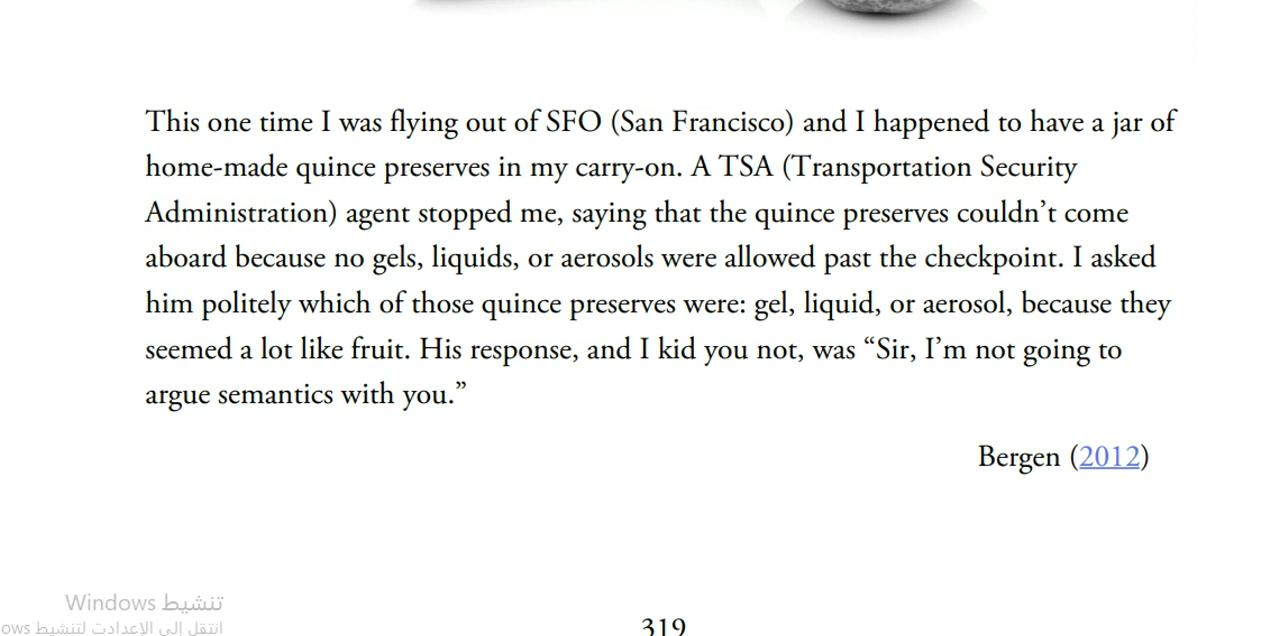 This one time I was flying out of SFO (San Francisco) and I happened to have a jar of
home-made quince preserves in my carry-on. A TSA (Transportation Security
Administration) agent stopped me, saying that the quince preserves couldn’t come
aboard because no gels, liquids, or aerosols were allowed past the checkpoint. I asked
him politely which of those quince preserves were: gel, liquid, or aerosol, because they
seemed a lot like fruit. His response, and I kid you not, was “Sir, I’m not going to
argue semantics with you.”
Bergen (2012)
تنشيط Windows
انتقل إلى الإعدادت لتنشيط ows
319